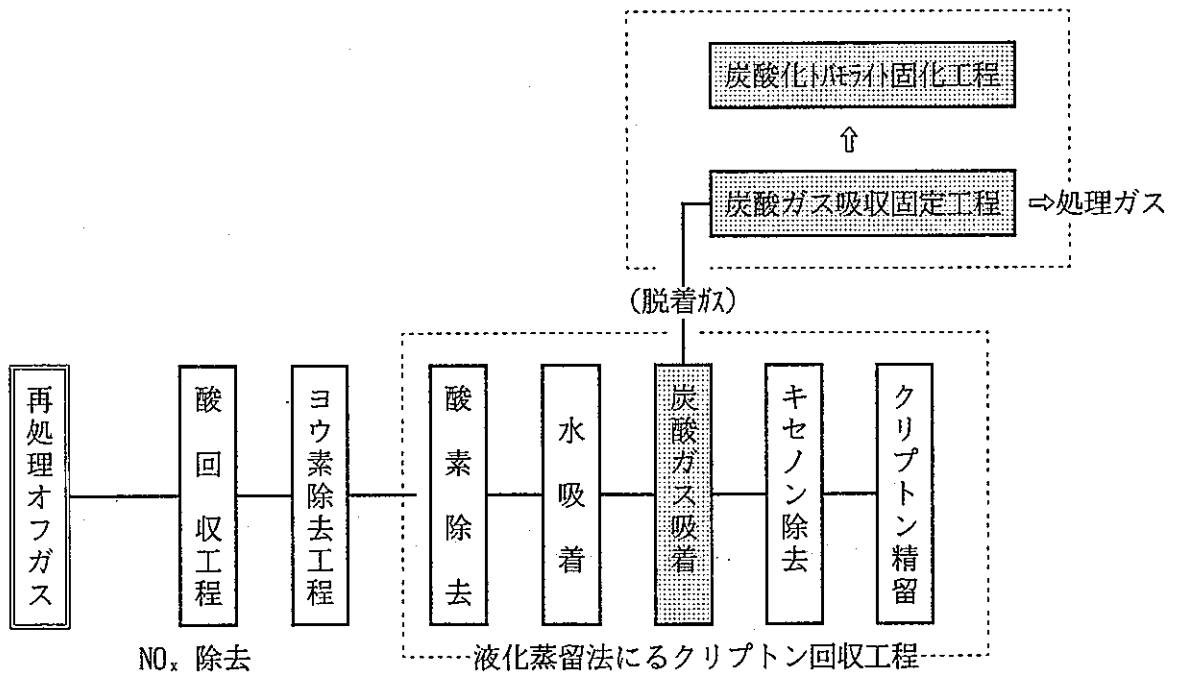 炭酸化トバモライト固化工程
⇧
炭酸ガス吸収固定工程
⇨処理ガス
(脱着ガス)
再処理オフガス
酸回収工程
ヨウ素除去工程
酸素除去
水吸着
炭酸ガス吸着
キセノン除去
クリプトン精留
NOx 除去
液化蒸留法にるクリプトン回収工程